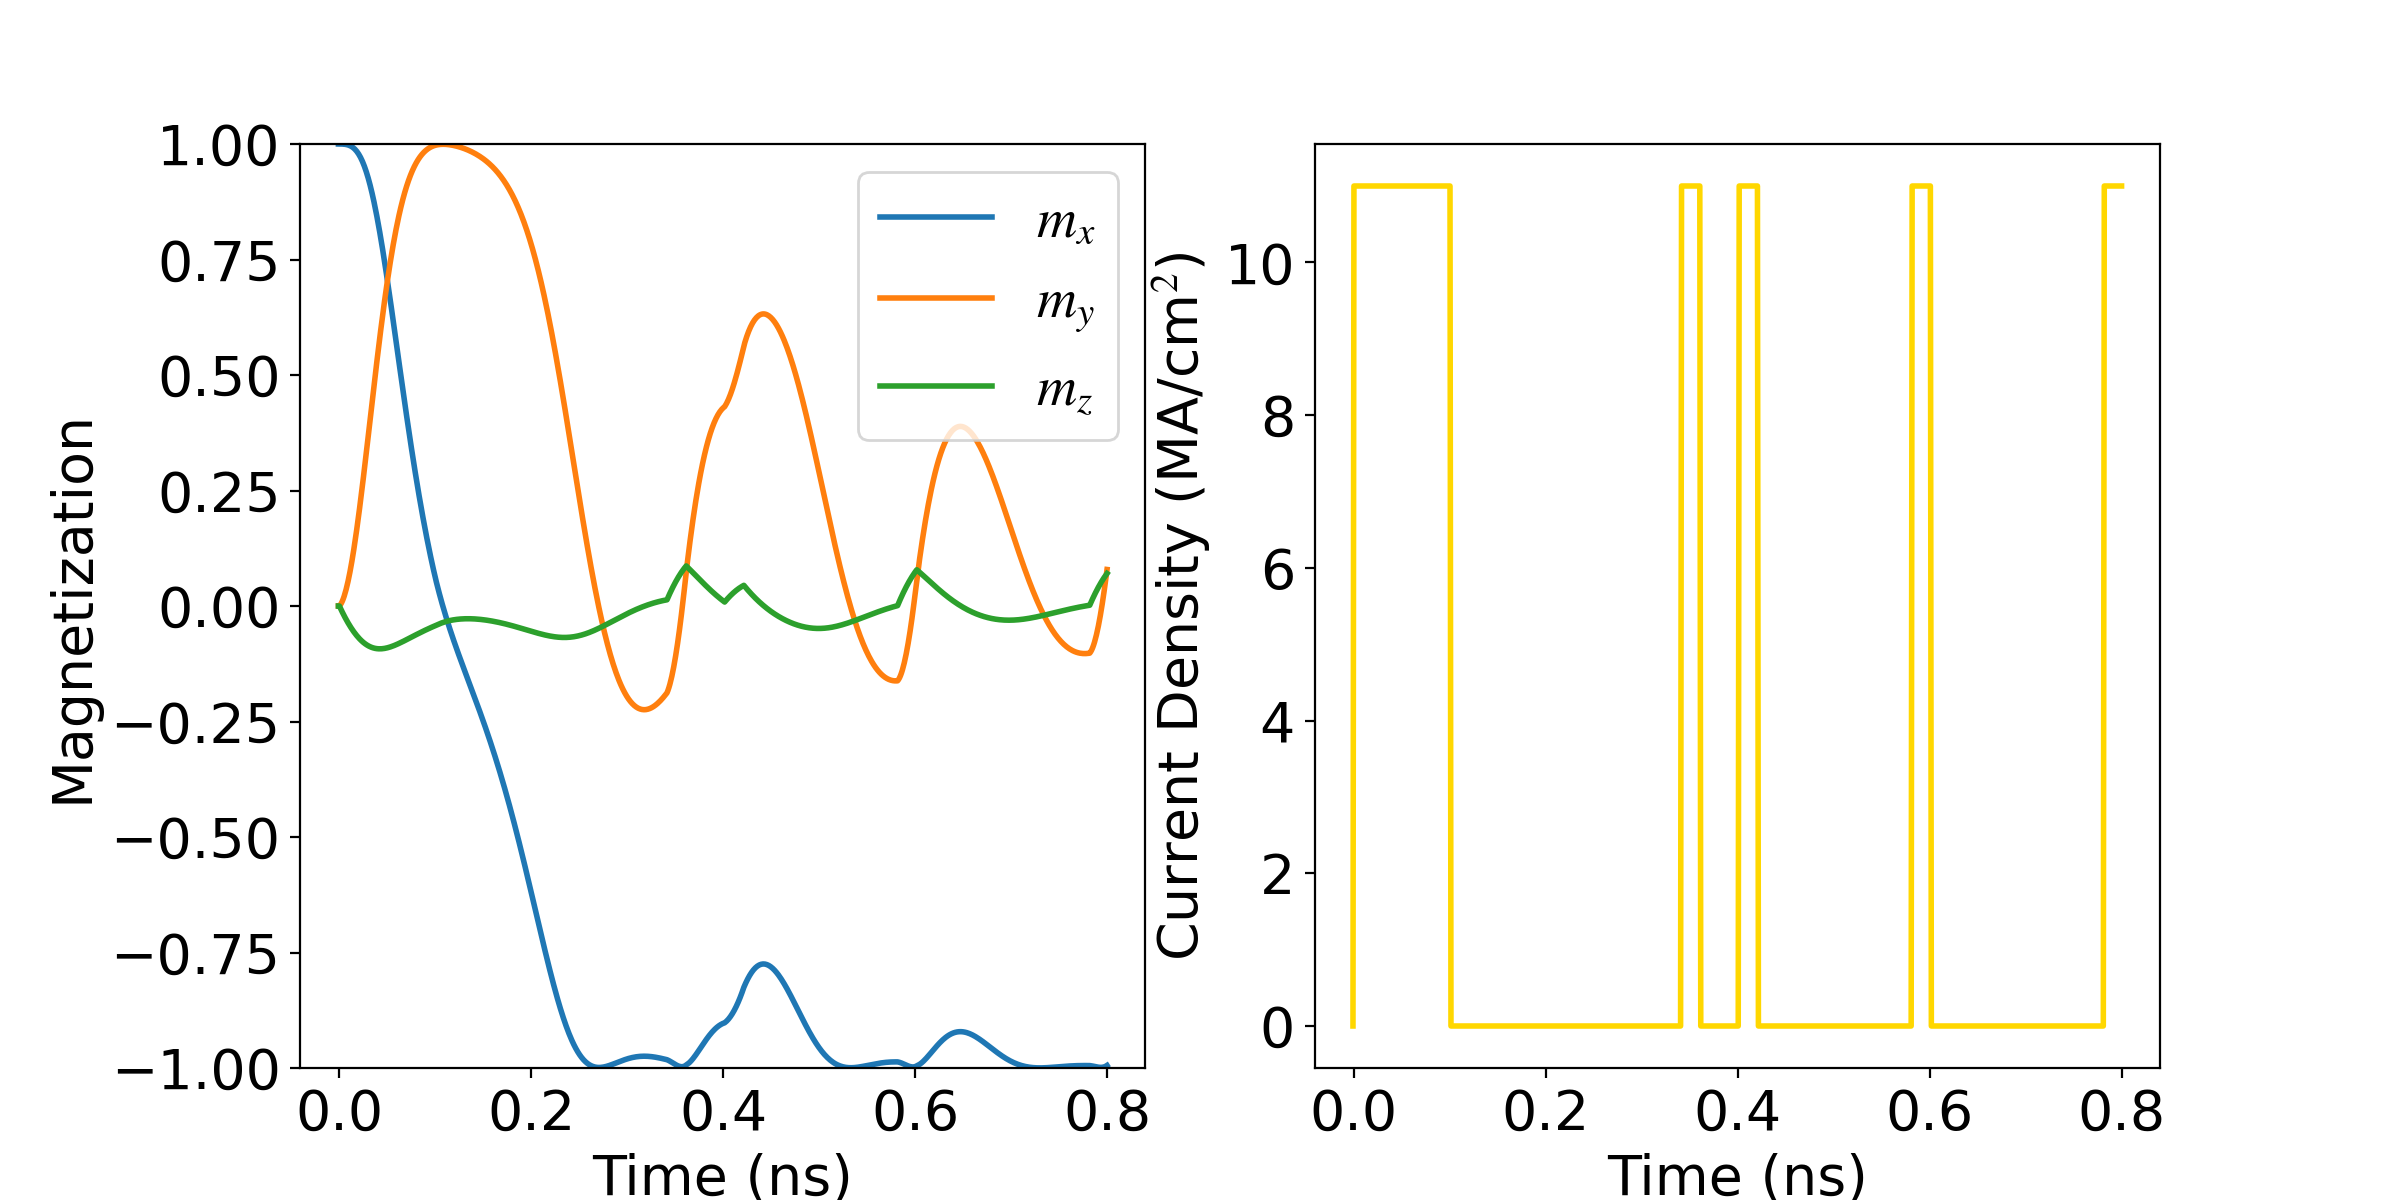 Magnetization
1.00
0.75
0.50
0.25
0.00
−0.25
−0.50
−0.75
−1.00
0.0 0.2 0.4 0.6 0.8
Time (ns)
m_x
m_y
m_z
Current Density (MA/cm²)
10
8
6
4
2
0
0.0 0.2 0.4 0.6 0.8
Time (ns)